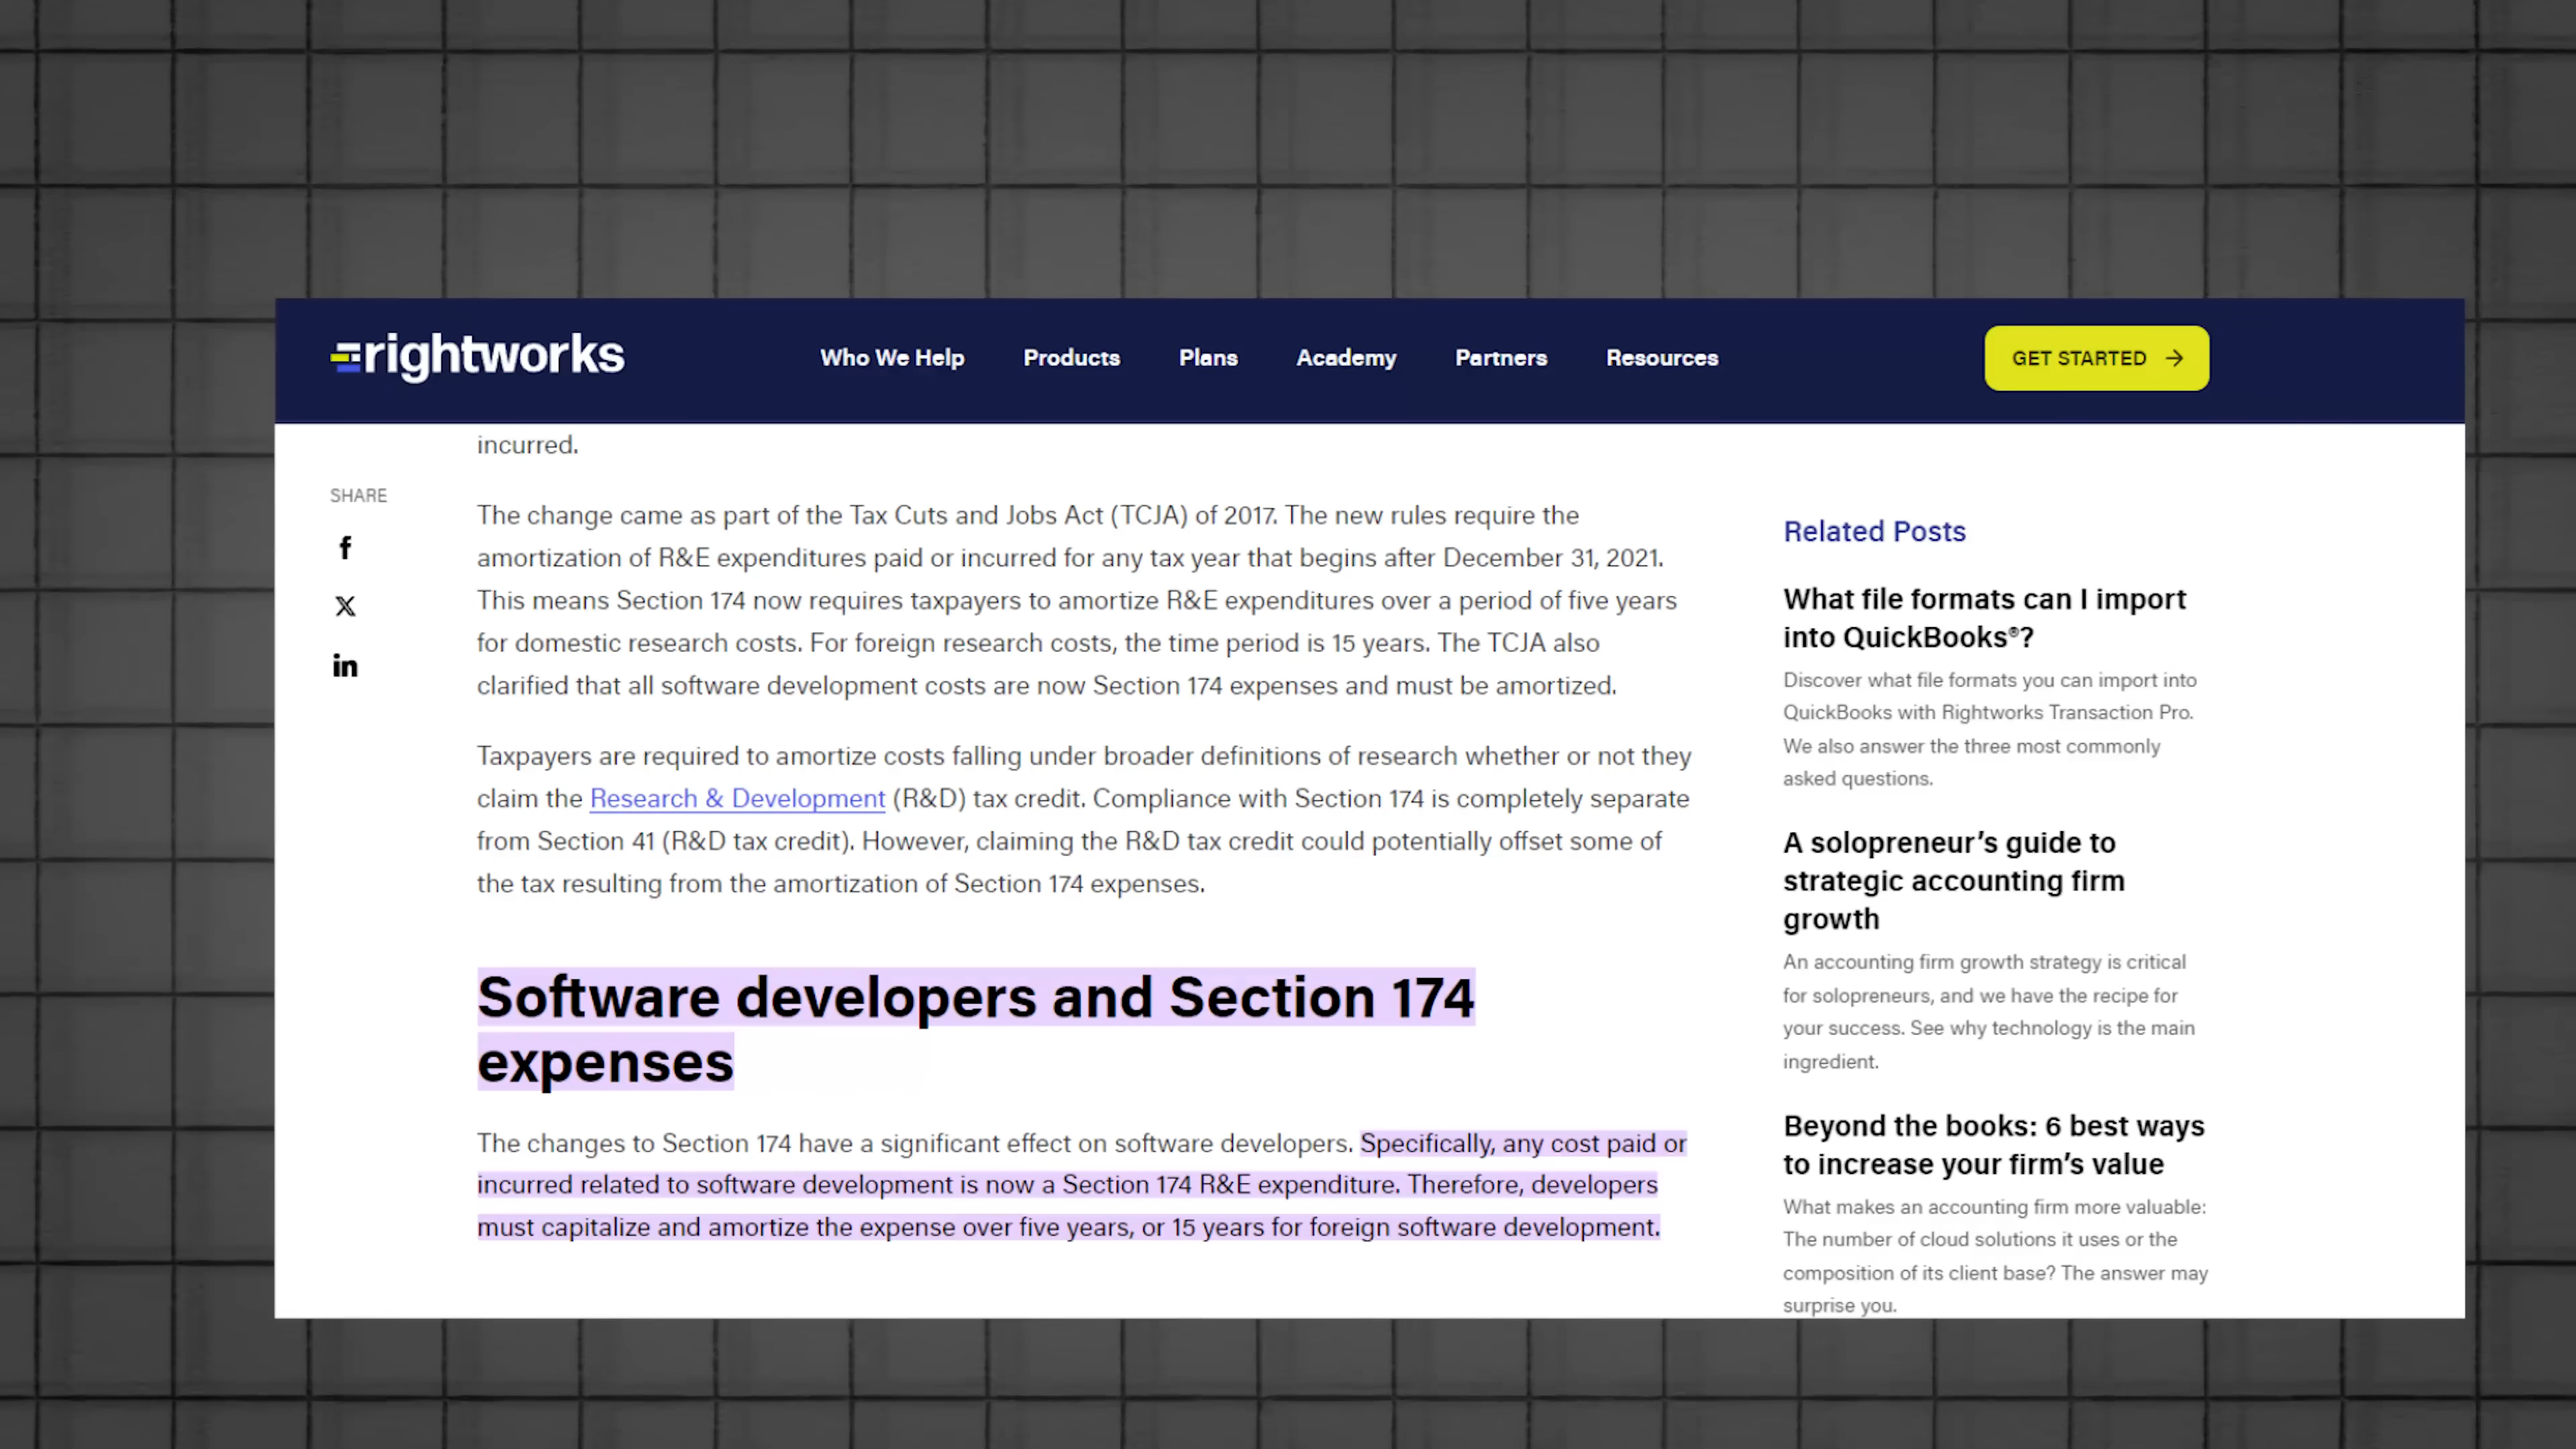 rightworks
Who We Help
Products
Plans
Academy
Partners
Resources
GET STARTED →
SHARE
incurred.
The change came as part of the Tax Cuts and Jobs Act (TCJA) of 2017. The new rules require the
amortization of R&E expenditures paid or incurred for any tax year that begins after December 31, 2021.
This means Section 174 now requires taxpayers to amortize R&E expenditures over a period of five years
for domestic research costs. For foreign research costs, the time period is 15 years. The TCJA also
clarified that all software development costs are now Section 174 expenses and must be amortized.
Taxpayers are required to amortize costs falling under broader definitions of research whether or not they
claim the Research & Development (R&D) tax credit. Compliance with Section 174 is completely separate
from Section 41 (R&D tax credit). However, claiming the R&D tax credit could potentially offset some of
the tax resulting from the amortization of Section 174 expenses.
Software developers and Section 174
expenses
The changes to Section 174 have a significant effect on software developers. Specifically, any cost paid or
incurred related to software development is now a Section 174 R&E expenditure. Therefore, developers
must capitalize and amortize the expense over five years, or 15 years for foreign software development.
Related Posts
What file formats can I import
into QuickBooks®?
Discover what file formats you can import into
QuickBooks with Rightworks Transaction Pro.
We also answer the three most commonly
asked questions.
A solopreneur's guide to
strategic accounting firm
growth
An accounting firm growth strategy is critical
for solopreneurs, and we have the recipe for
your success. See why technology is the main
ingredient.
Beyond the books: 6 best ways
to increase your firm's value
What makes an accounting firm more valuable:
The number of cloud solutions it uses or the
composition of its client base? The answer may
surprise you.